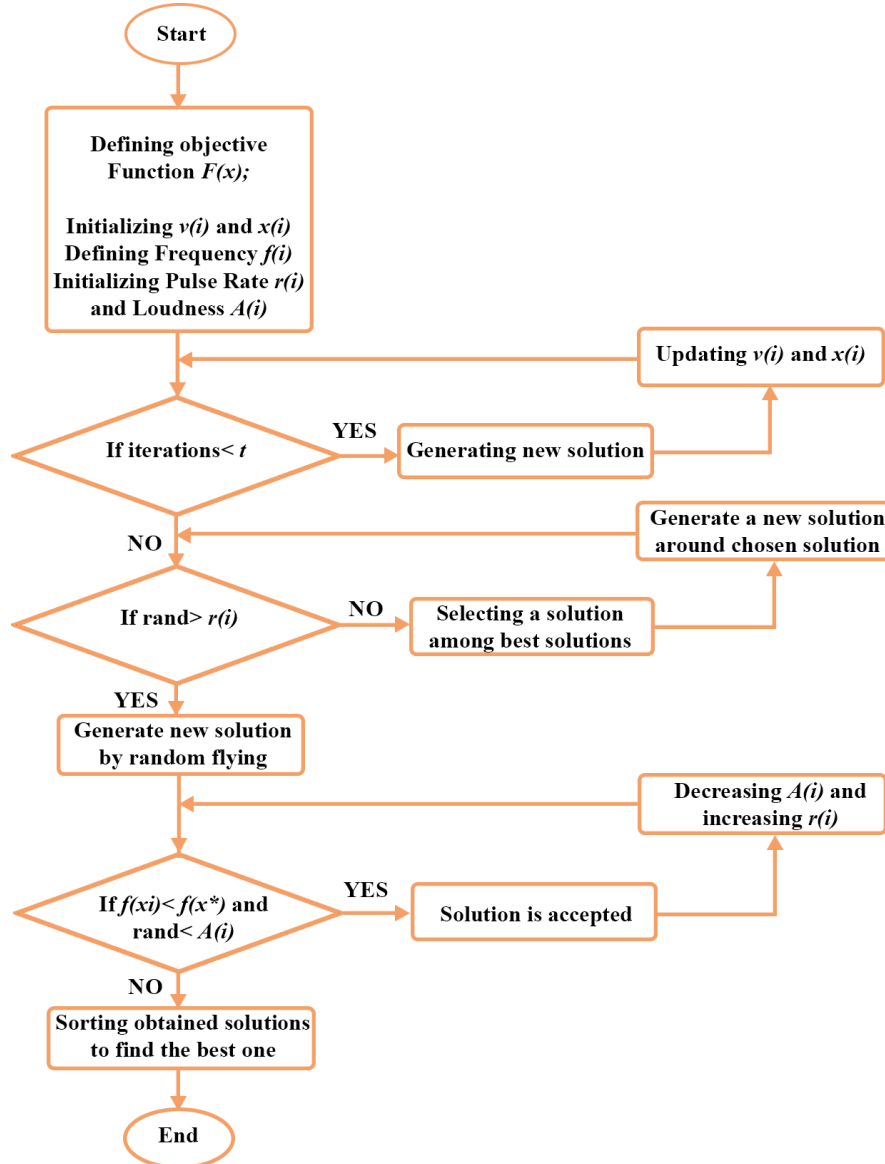 Start
Defining objective
Function F(x);
Initializing v(i) and x(i)
Defining Frequency f(i)
Initializing Pulse Rate r(i)
and Loudness A(i)
Updating v(i) and x(i)
If iterations< t
YES
Generating new solution
NO
Generate a new solution
around chosen solution
If rand> r(i)
NO
Selecting a solution
among best solutions
YES
Generate new solution
by random flying
Decreasing A(i) and
increasing r(i)
If f(xi)< f(x*) and
rand< A(i)
YES
Solution is accepted
NO
Sorting obtained solutions
to find the best one
End